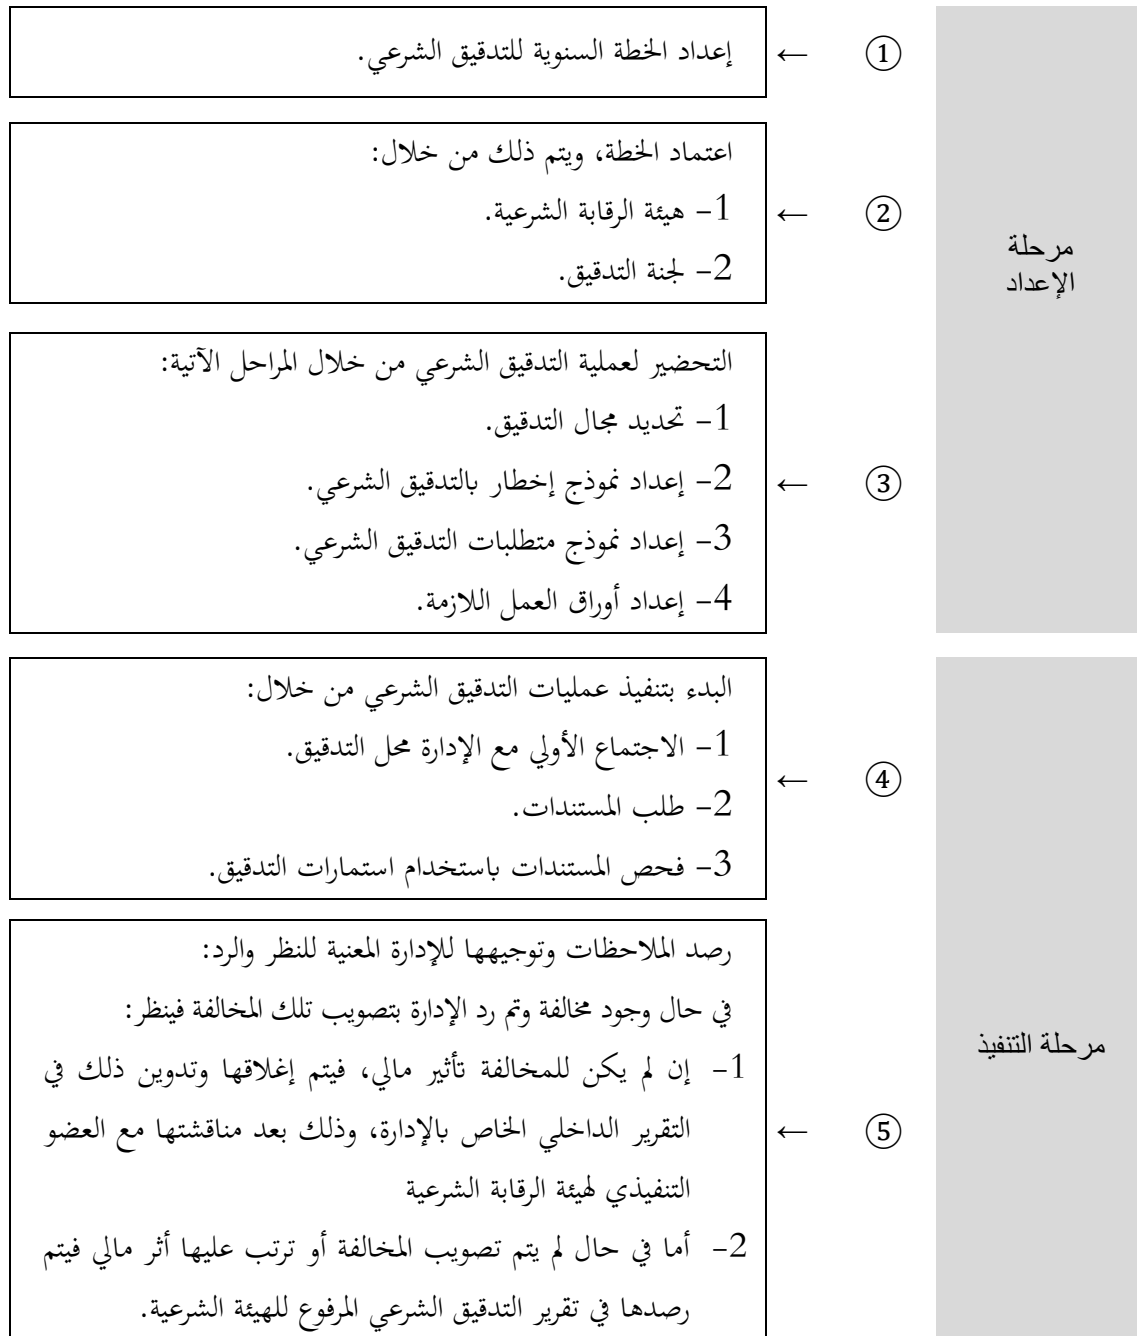 مرحلة
الإعداد
①
←
إعداد الخطة السنوية للتدقيق الشرعي.
②
←
اعتماد الخطة، ويتم ذلك من خلال:
1- هيئة الرقابة الشرعية.
2- لجنة التدقيق.
③
←
التحضير لعملية التدقيق الشرعي من خلال المراحل الآتية:
1- تحديد مجال التدقيق.
2- إعداد نموذج إخطار بالتدقيق الشرعي.
3- إعداد نموذج متطلبات التدقيق الشرعي.
4- إعداد أوراق العمل اللازمة.
مرحلة التنفيذ
④
←
البدء بتنفيذ عمليات التدقيق الشرعي من خلال:
1- الاجتماع الأولي مع الإدارة محل التدقيق.
2- طلب المستندات.
3- فحص المستندات باستخدام استمارات التدقيق.
⑤
←
رصد الملاحظات وتوجيهها للإدارة المعنية للنظر والرد:
في حال وجود مخالفة وتم رد الإدارة بتصويب تلك المخالفة فينظر:
1- إن لم يكن للمخالفة تأثير مالي، فيتم إغلاقها وتدوين ذلك في
التقرير الداخلي الخاص بالإدارة، وذلك بعد مناقشتها مع العضو
التنفيذي لهيئة الرقابة الشرعية
2- أما في حال لم يتم تصويب المخالفة أو ترتب عليها أثر مالي فيتم
رصدها في تقرير التدقيق الشرعي المرفوع للهيئة الشرعية.